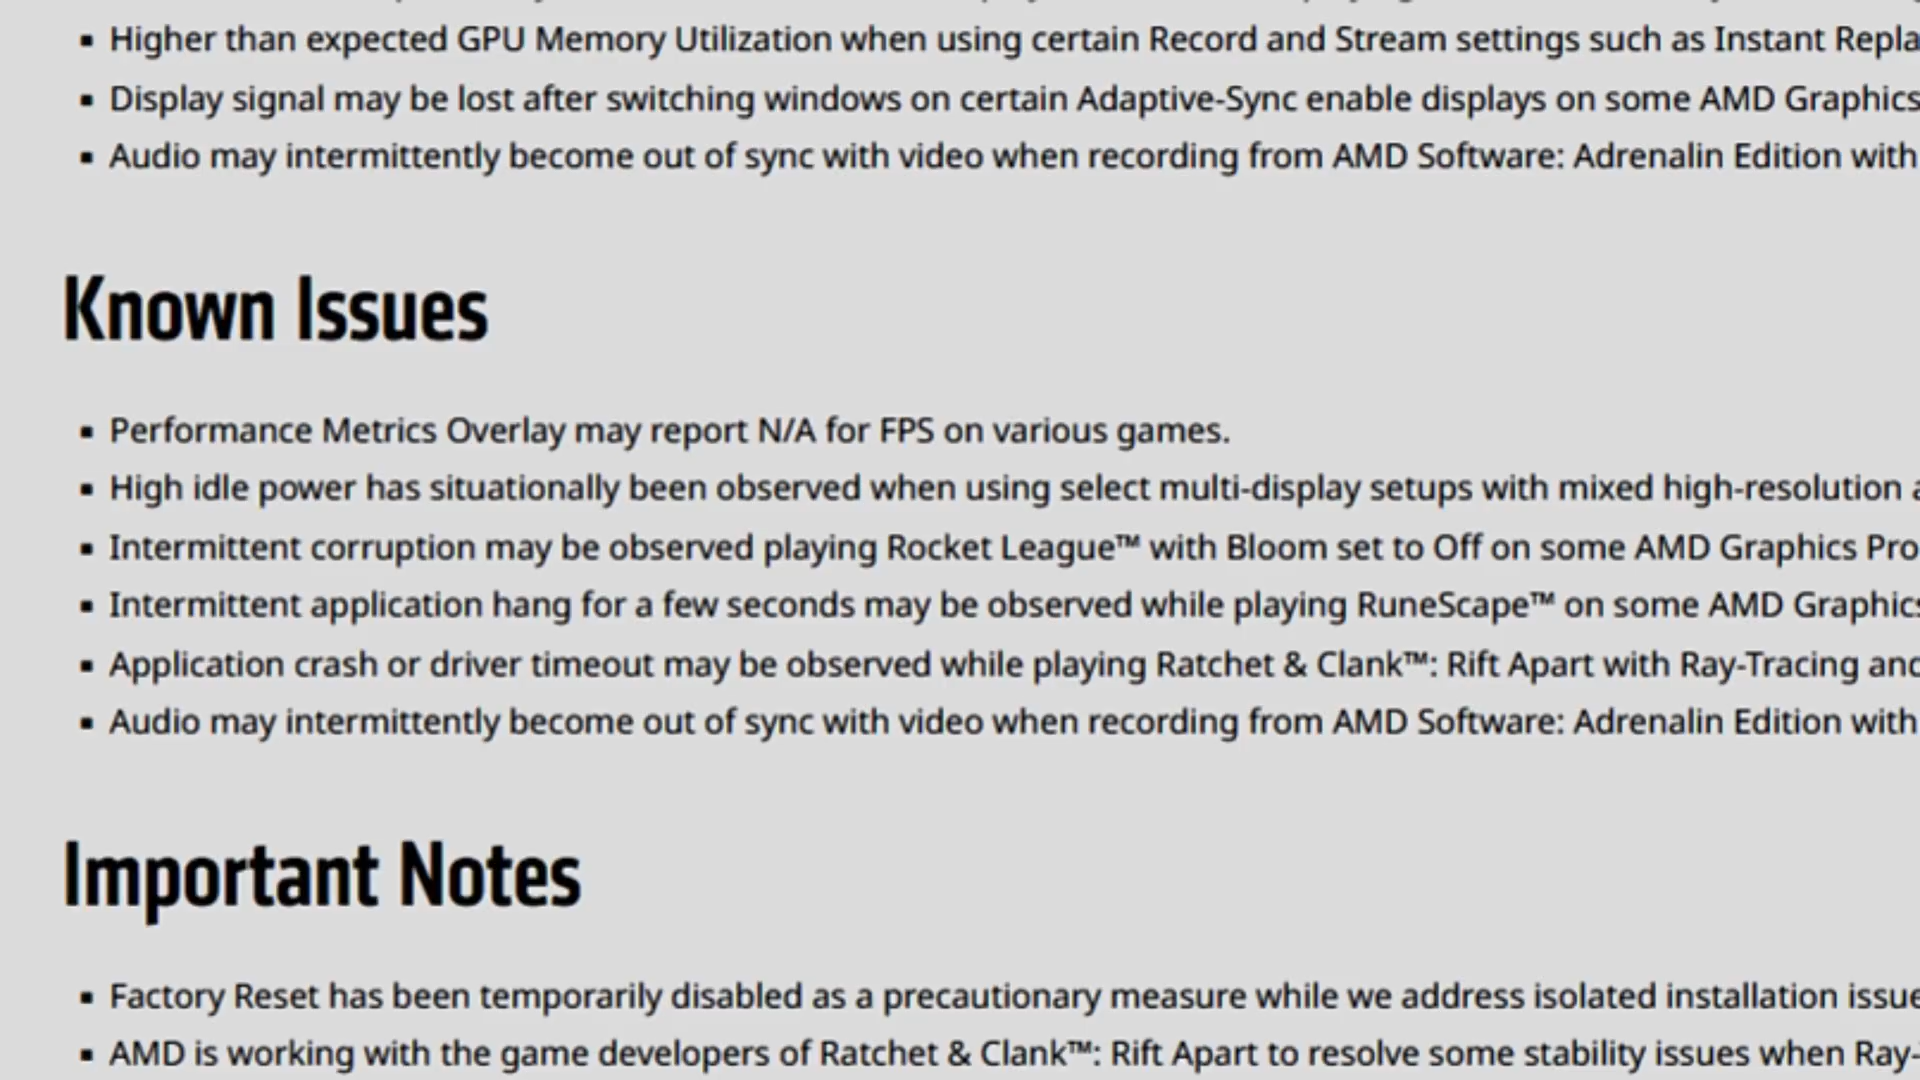 Higher than expected GPU Memory Utilization when using certain Record and Stream settings such as Instant Repla
Display signal may be lost after switching windows on certain Adaptive-Sync enable displays on some AMD Graphics
Audio may intermittently become out of sync with video when recording from AMD Software: Adrenalin Edition with
Known Issues
Performance Metrics Overlay may report N/A for FPS on various games.
High idle power has situationally been observed when using select multi-display setups with mixed high-resolution a
Intermittent corruption may be observed playing Rocket League™ with Bloom set to Off on some AMD Graphics Pro
Intermittent application hang for a few seconds may be observed while playing RuneScape™ on some AMD Graphics
Application crash or driver timeout may be observed while playing Ratchet & Clank™: Rift Apart with Ray-Tracing and
Audio may intermittently become out of sync with video when recording from AMD Software: Adrenalin Edition with
Important Notes
Factory Reset has been temporarily disabled as a precautionary measure while we address isolated installation issue
AMD is working with the game developers of Ratchet & Clank™: Rift Apart to resolve some stability issues when Ray-